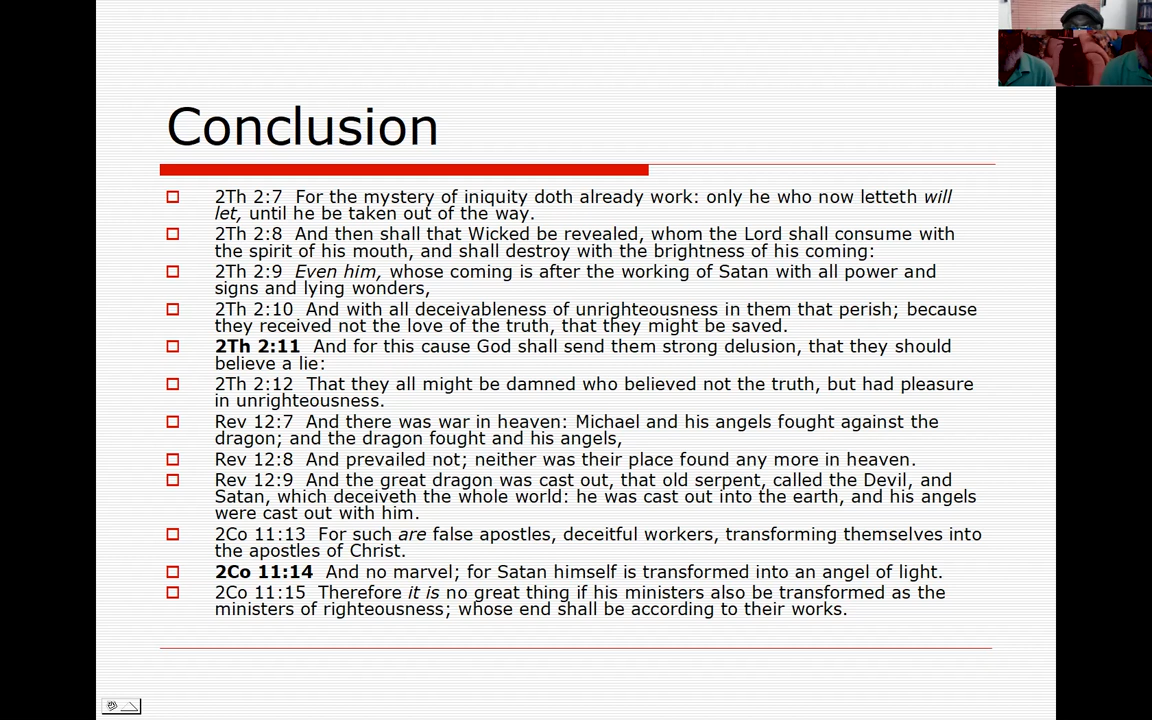 Conclusion
2Th 2:7 For the mystery of iniquity doth already work: only he who now letteth will
let, until he be taken out of the way.
2Th 2:8 And then shall that Wicked be revealed, whom the Lord shall consume with
the spirit of his mouth, and shall destroy with the brightness of his coming:
2Th 2:9 Even him, whose coming is after the working of Satan with all power and
signs and lying wonders,
2Th 2:10 And with all deceivableness of unrighteousness in them that perish; because
they received not the love of the truth, that they might be saved.
2Th 2:11 And for this cause God shall send them strong delusion, that they should
believe a lie:
2Th 2:12 That they all might be damned who believed not the truth, but had pleasure
in unrighteousness.
Rev 12:7 And there was war in heaven: Michael and his angels fought against the
dragon; and the dragon fought and his angels,
Rev 12:8 And prevailed not; neither was their place found any more in heaven.
Rev 12:9 And the great dragon was cast out, that old serpent, called the Devil, and
Satan, which deceiveth the whole world: he was cast out into the earth, and his angels
were cast out with him.
2Co 11:13 For such are false apostles, deceitful workers, transforming themselves into
the apostles of Christ.
2Co 11:14 And no marvel; for Satan himself is transformed into an angel of light.
2Co 11:15 Therefore it is no great thing if his ministers also be transformed as the
ministers of righteousness; whose end shall be according to their works.